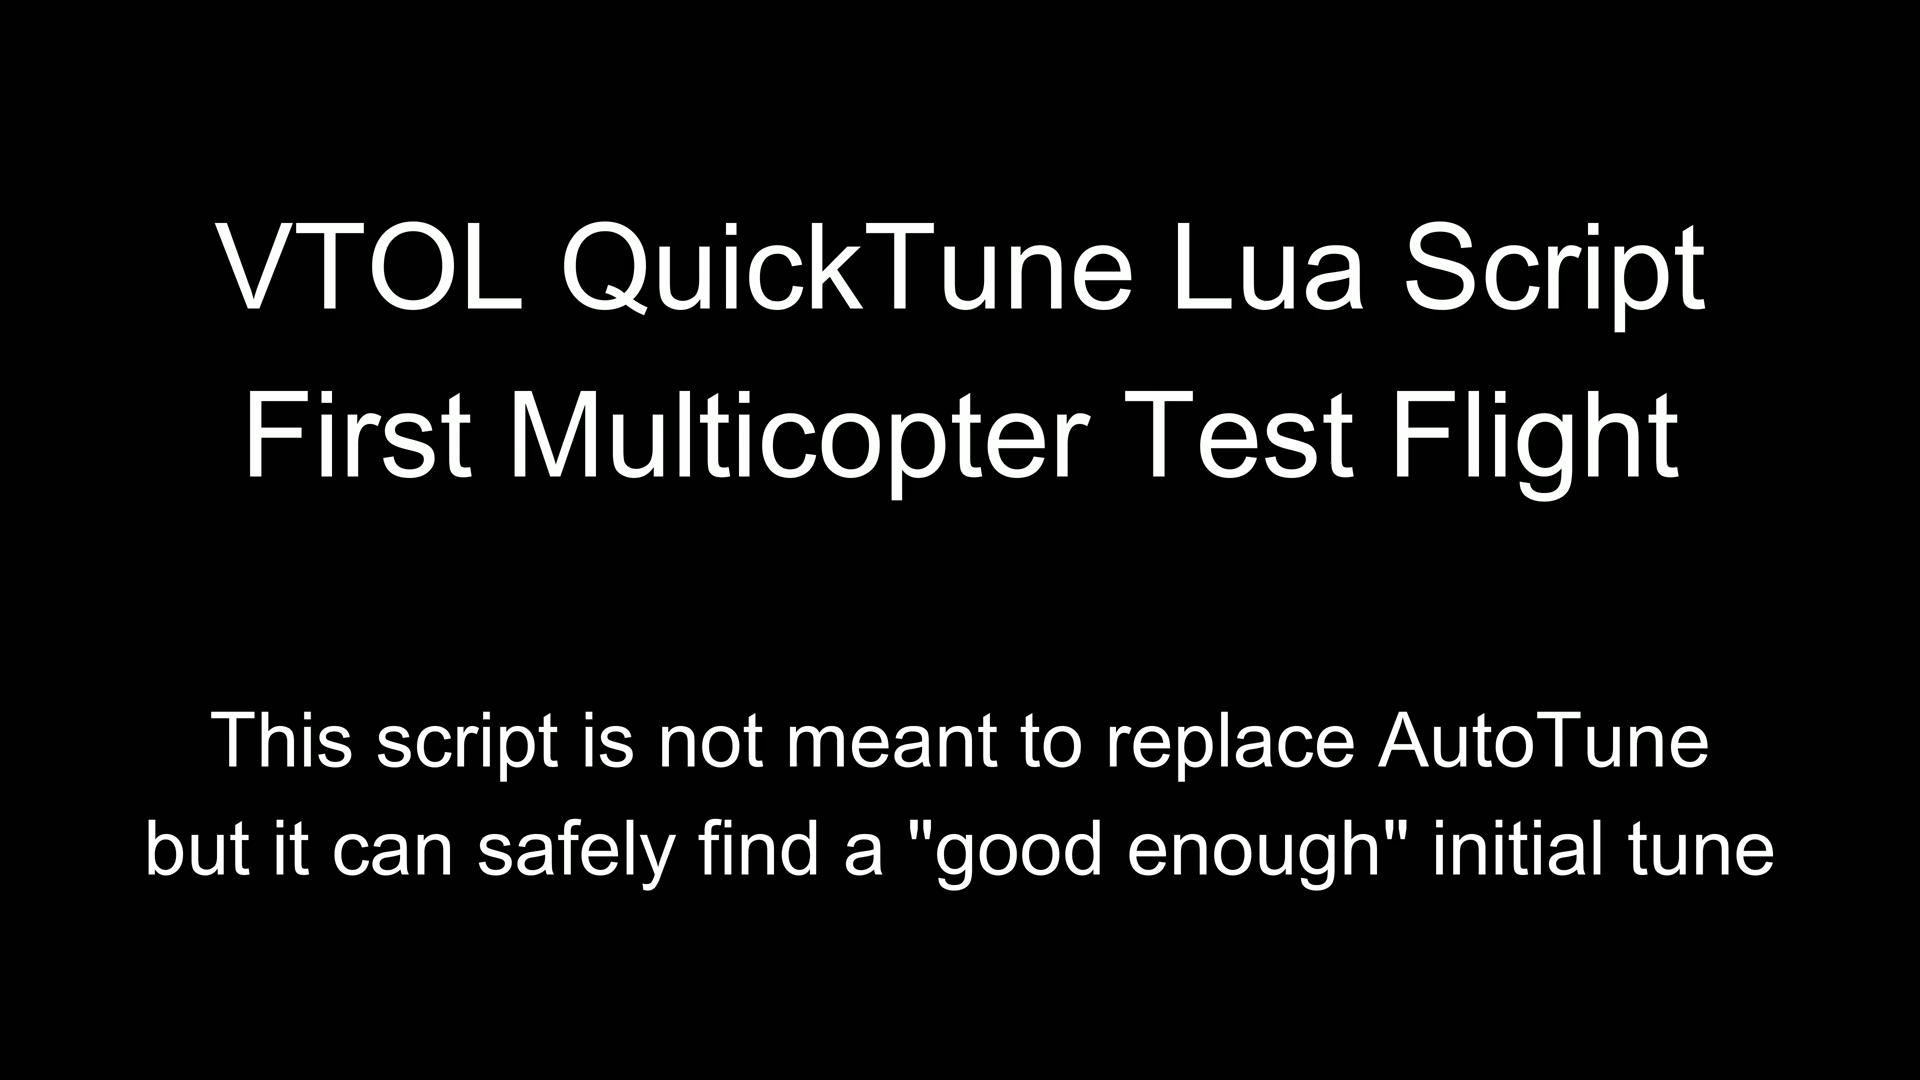 VTOL QuickTune Lua Script
First Multicopter Test Flight
This script is not meant to replace AutoTune
but it can safely find a "good enough" initial tune